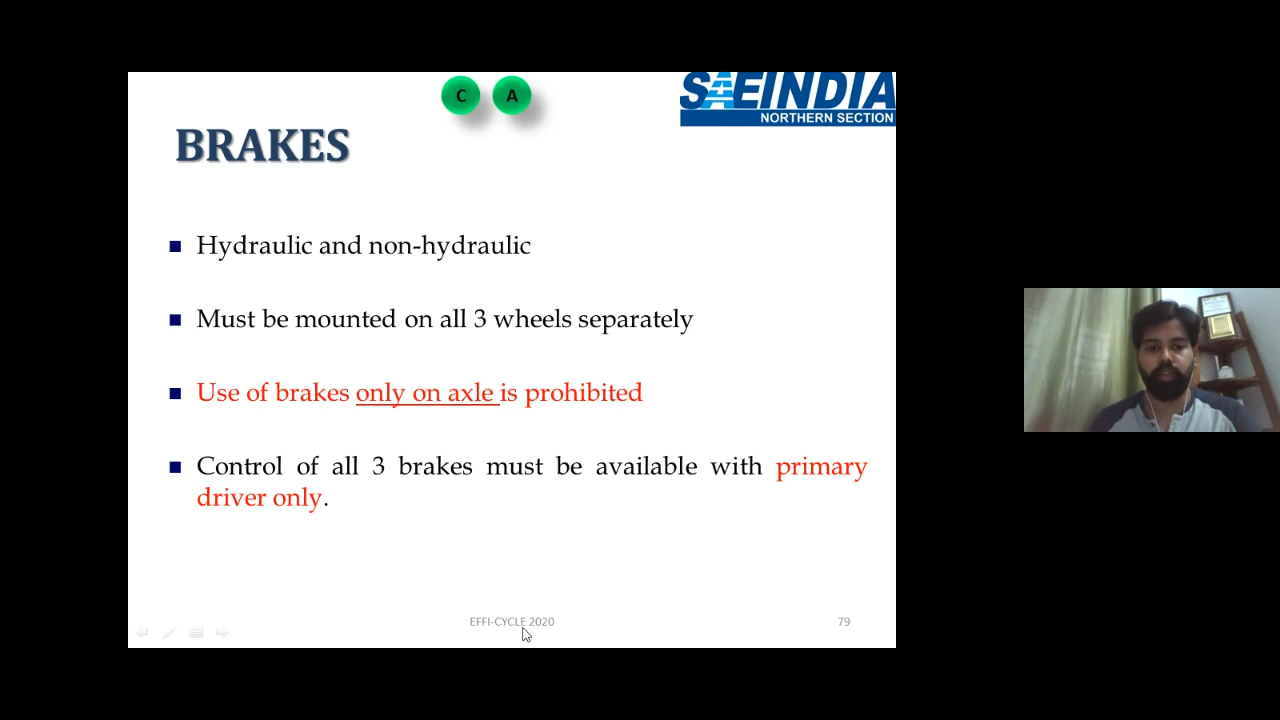 C A
SAEINDIA
NORTHERN SECTION
BRAKES
Hydraulic and non-hydraulic
Must be mounted on all 3 wheels separately
Use of brakes only on axle is prohibited
Control of all 3 brakes must be available with primary
driver only.
EFFI-CYCLE 2020
79